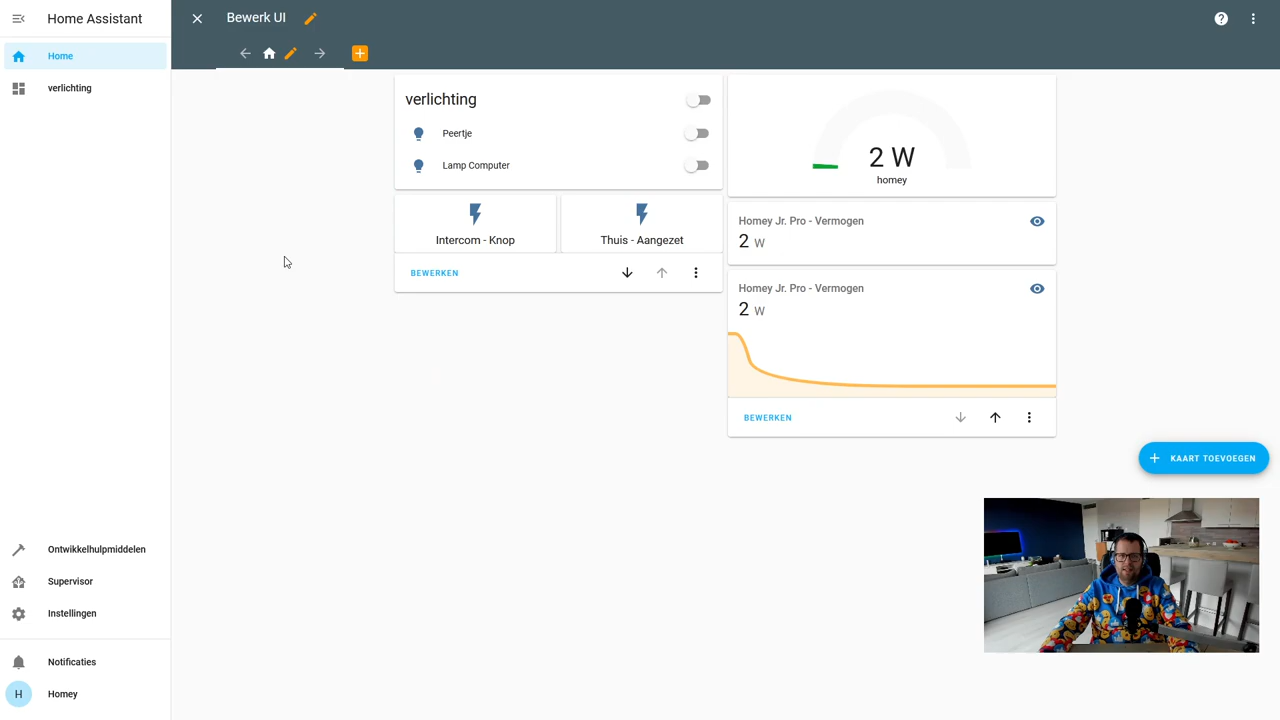 Home Assistant
Bewerk UI
Home
verlichting
verlichting
Peertje
Lamp Computer
Intercom - Knop
Thuis - Aangezet
BEWERKEN
2 W
homey
Homey Jr. Pro - Vermogen
2 W
Homey Jr. Pro - Vermogen
2 W
BEWERKEN
KAART TOEVOEGEN
Ontwikkelhulpmiddelen
Supervisor
Instellingen
Notificaties
H
Homey